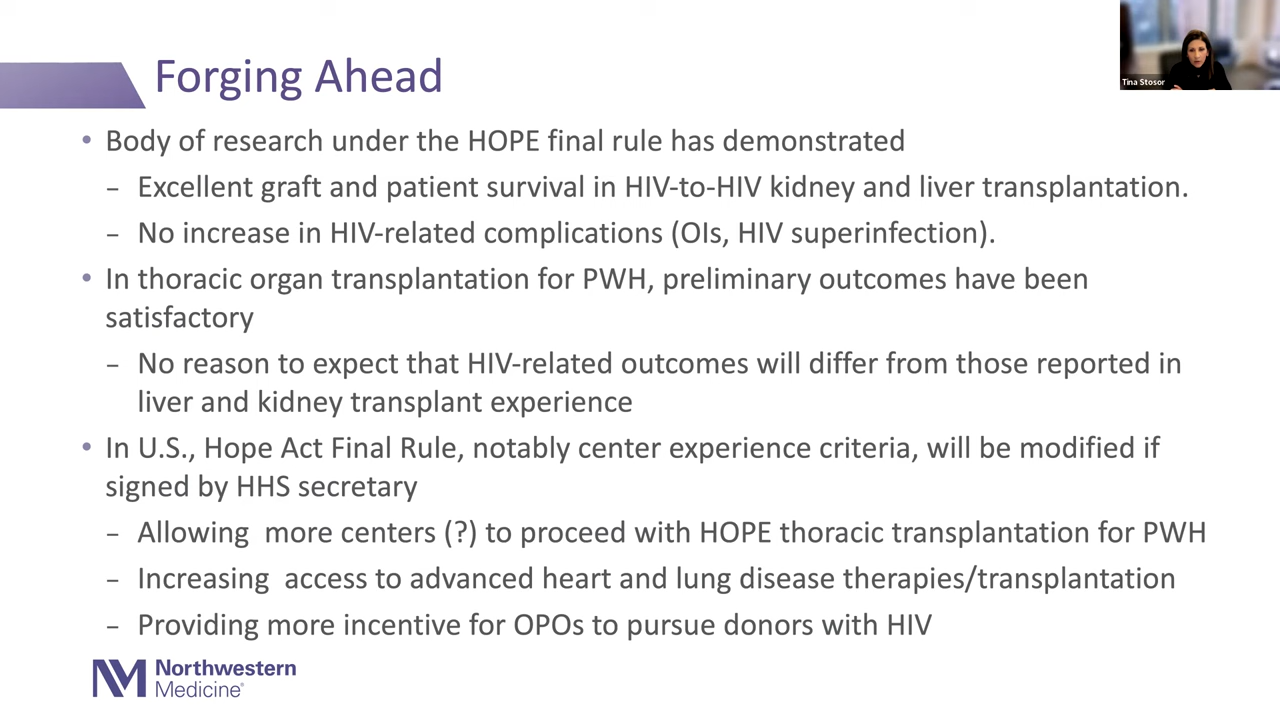 Forging Ahead
Tina Stosor
• Body of research under the HOPE final rule has demonstrated
– Excellent graft and patient survival in HIV-to-HIV kidney and liver transplantation.
– No increase in HIV-related complications (OIs, HIV superinfection).
• In thoracic organ transplantation for PWH, preliminary outcomes have been
satisfactory
– No reason to expect that HIV-related outcomes will differ from those reported in
liver and kidney transplant experience
• In U.S., Hope Act Final Rule, notably center experience criteria, will be modified if
signed by HHS secretary
– Allowing  more centers (?) to proceed with HOPE thoracic transplantation for PWH
– Increasing  access to advanced heart and lung disease therapies/transplantation
– Providing more incentive for OPOs to pursue donors with HIV
NM Northwestern
Medicine®